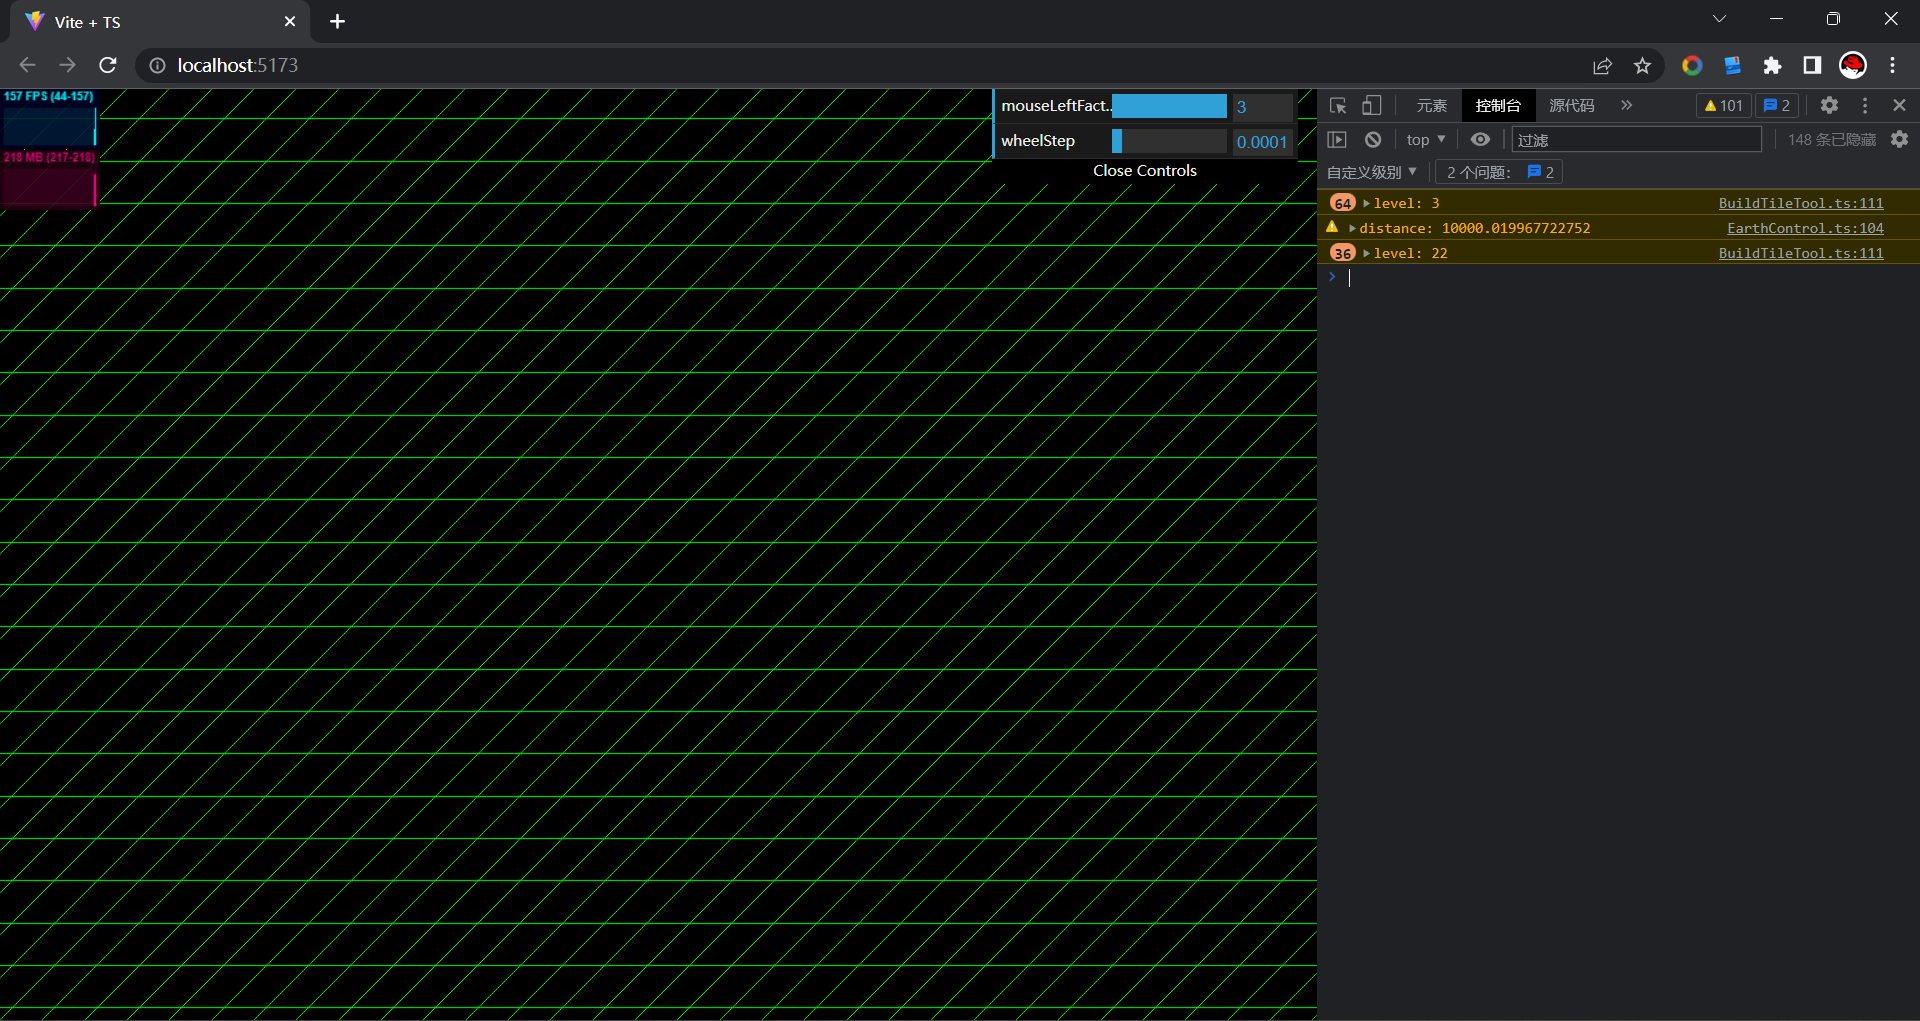 Vite + TS
localhost:5173
157 FPS (44-157)
218 MB (217-218)
mouseLeftFact.. 3
wheelStep 0.0001
Close Controls
元素 控制台 源代码 » 101 2
top 过滤 148 条已隐藏
自定义级别 2 个问题: 2
64 level: 3 BuildTileTool.ts:111
distance: 10000.019967722752 EarthControl.ts:104
36 level: 22 BuildTileTool.ts:111